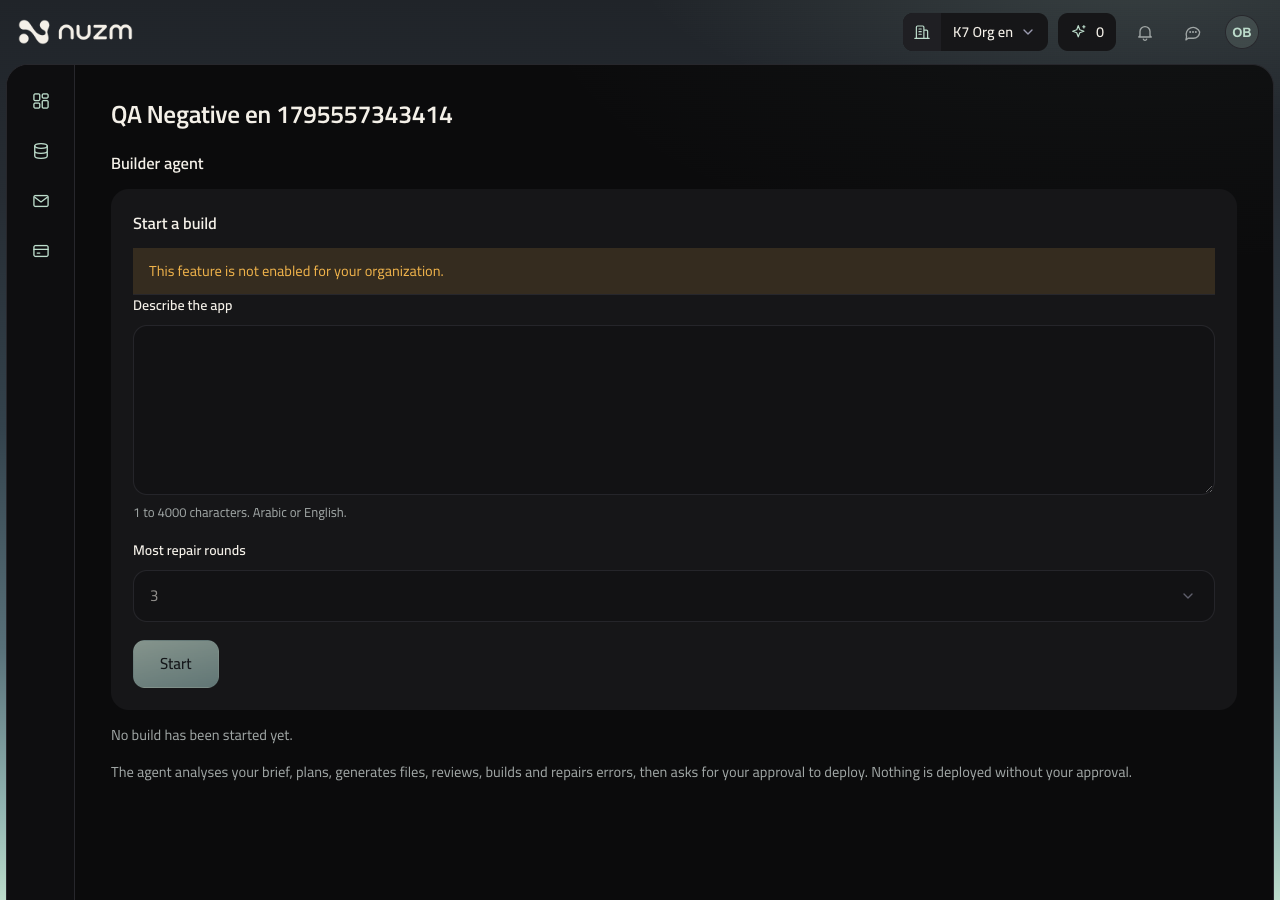 nuzm
K7 Org en
0
OB
QA Negative en 1795557343414
Builder agent
Start a build
This feature is not enabled for your organization.
Describe the app
1 to 4000 characters. Arabic or English.
Most repair rounds
3
Start
No build has been started yet.
The agent analyses your brief, plans, generates files, reviews, builds and repairs errors, then asks for your approval to deploy. Nothing is deployed without your approval.